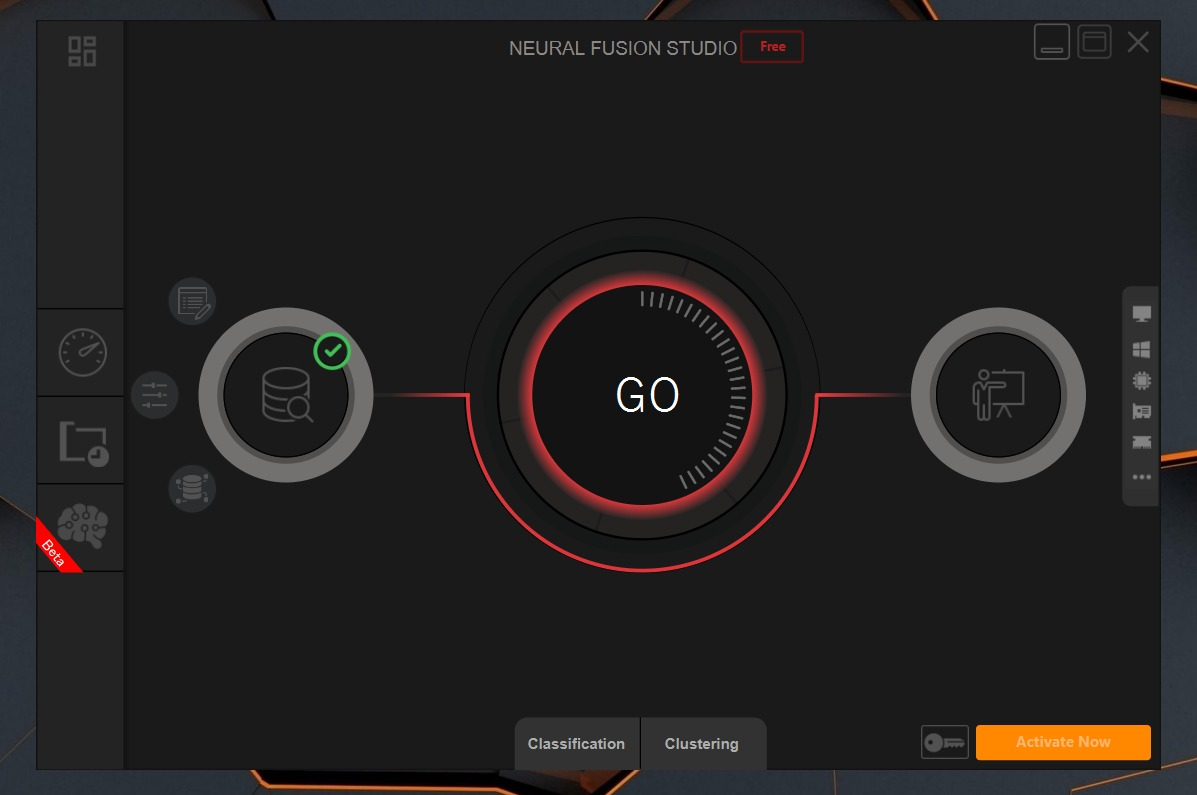 NEURAL FUSION STUDIO Free
GO
Beta
Classification Clustering
Activate Now